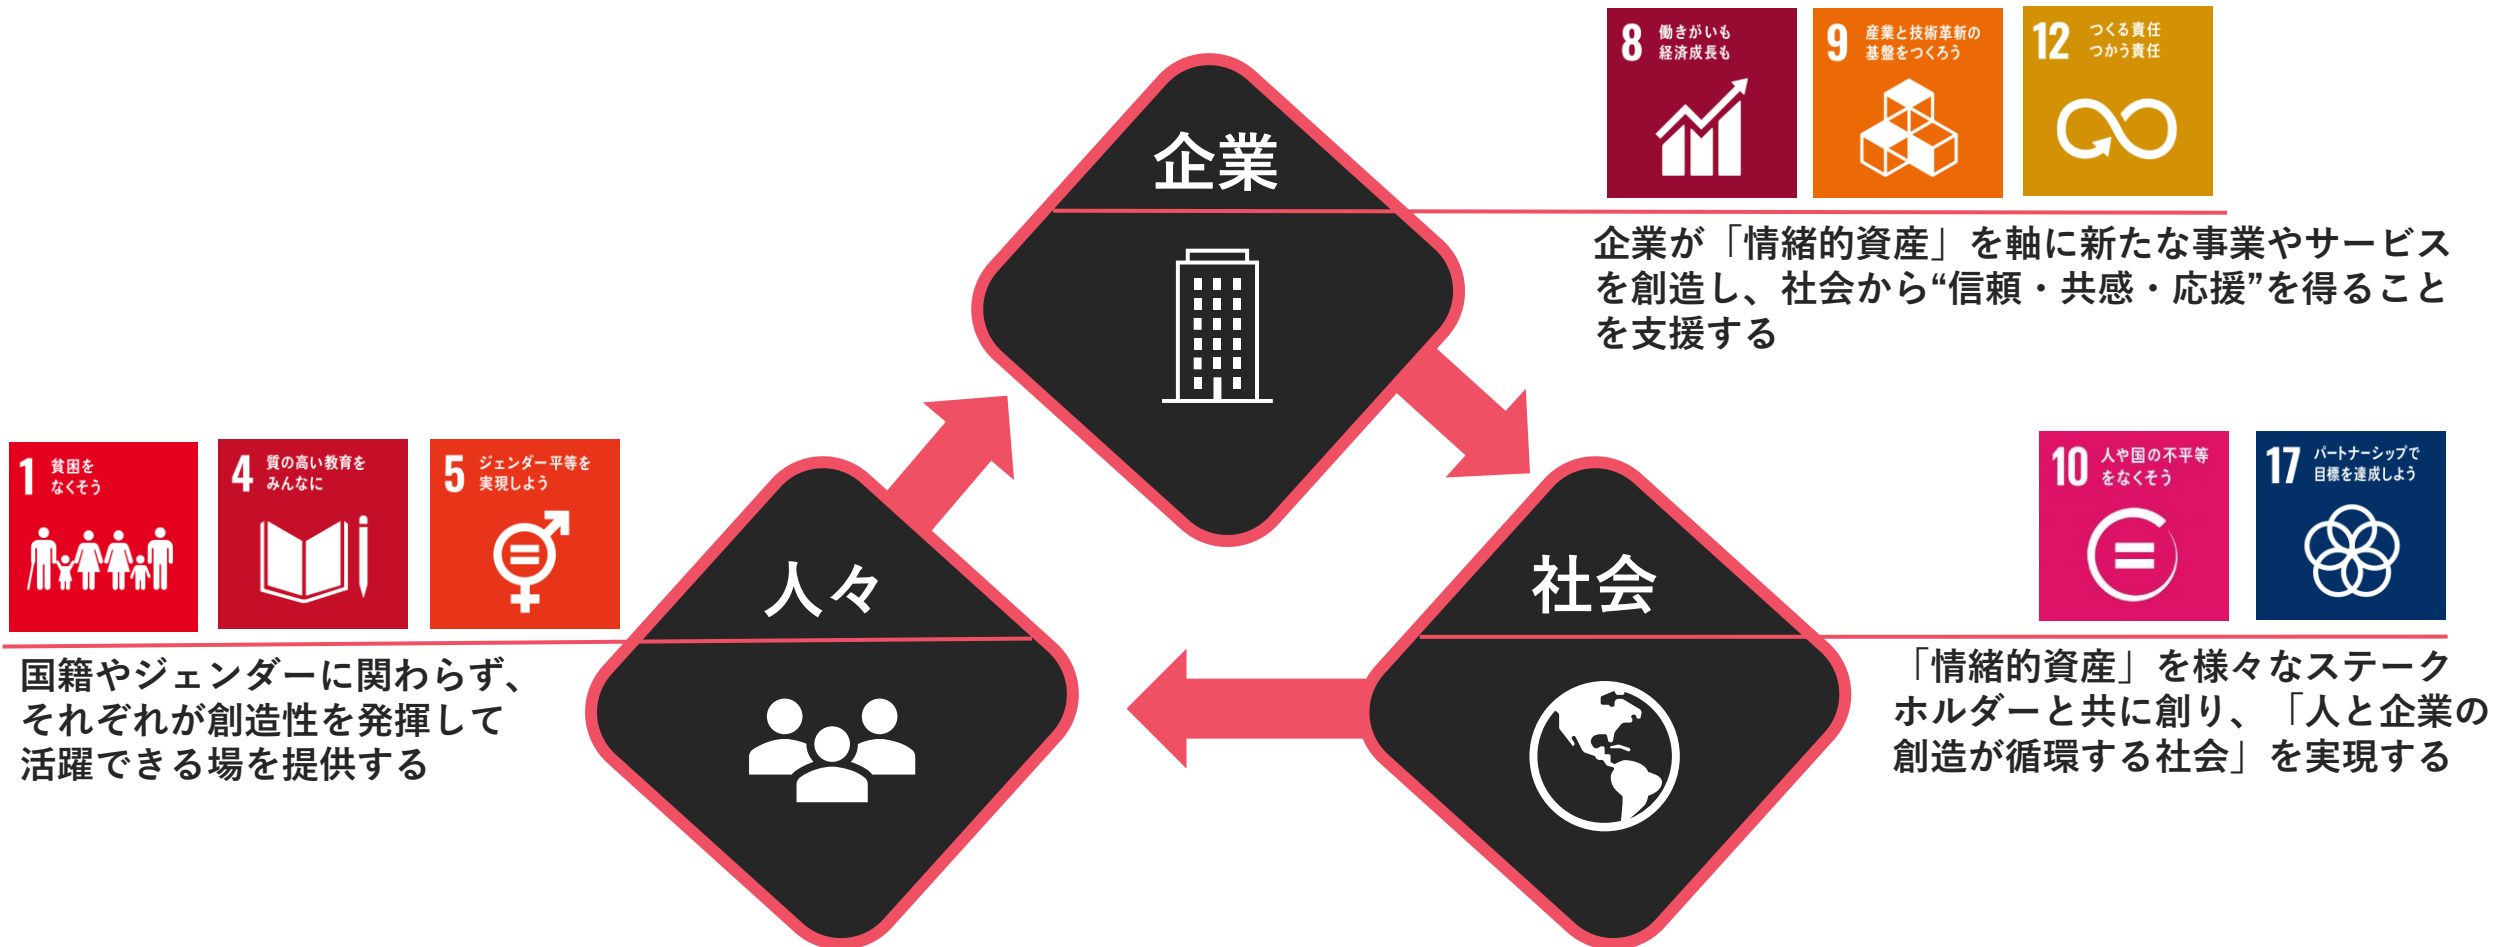 企業
8 働きがいも
経済成長も
9 産業と技術革新の
基盤をつくろう
12 つくる責任
つかう責任
企業が「情緒的資産」を軸に新たな事業やサービス
を創造し、社会から“信頼・共感・応援”を得ること
を支援する
1 貧困を
なくそう
4 質の高い教育を
みんなに
5 ジェンダー平等を
実現しよう
人々
国籍やジェンダーに関わらず、
それぞれが創造性を発揮して
活躍できる場を提供する
社会
10 人や国の不平等
をなくそう
17 パートナーシップで
目標を達成しよう
「情緒的資産」を様々なステーク
ホルダーと共に創り、「人と企業の
創造が循環する社会」を実現する